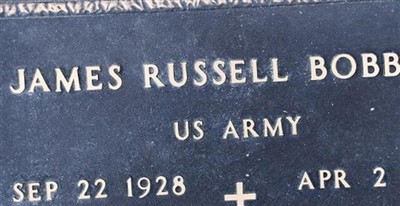 JAMES RUSSELL BOBB
US ARMY
SEP 22 1928 APR 2